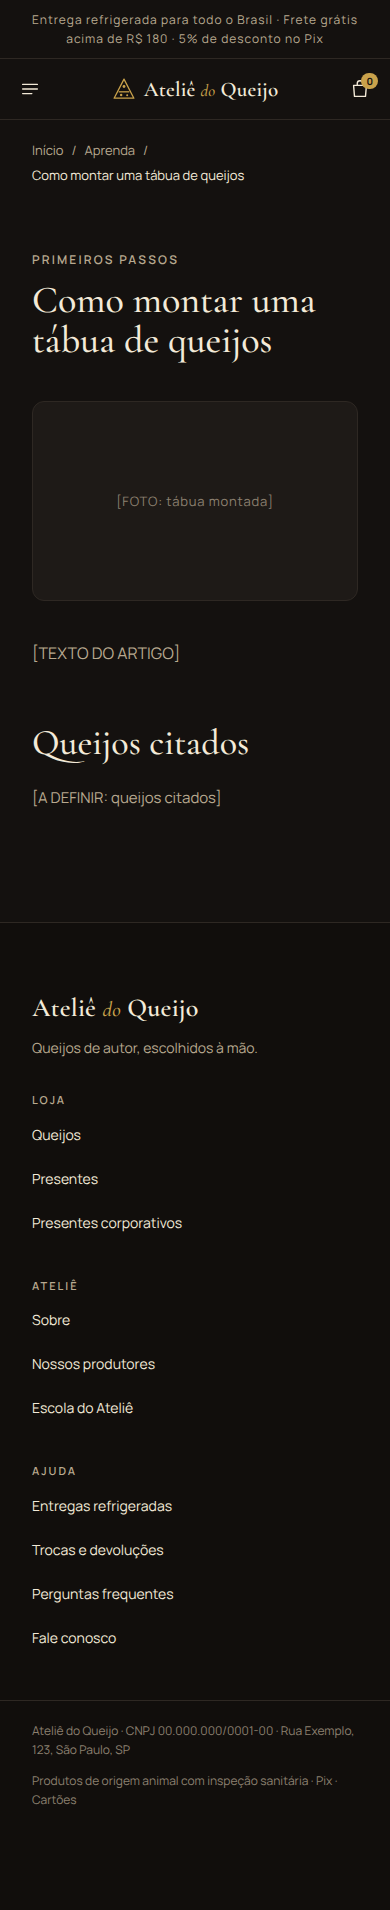 Entrega refrigerada para todo o Brasil · Frete grátis
acima de R$ 180 · 5% de desconto no Pix
Ateliê do Queijo
0
Início / Aprenda /
Como montar uma tábua de queijos
PRIMEIROS PASSOS
Como montar uma
tábua de queijos
[FOTO: tábua montada]
[TEXTO DO ARTIGO]
Queijos citados
[A DEFINIR: queijos citados]
Ateliê do Queijo
Queijos de autor, escolhidos à mão.
LOJA
Queijos
Presentes
Presentes corporativos
ATELIÊ
Sobre
Nossos produtores
Escola do Ateliê
AJUDA
Entregas refrigeradas
Trocas e devoluções
Perguntas frequentes
Fale conosco
Ateliê do Queijo · CNPJ 00.000.000/0001-00 · Rua Exemplo,
123, São Paulo, SP
Produtos de origem animal com inspeção sanitária · Pix ·
Cartões